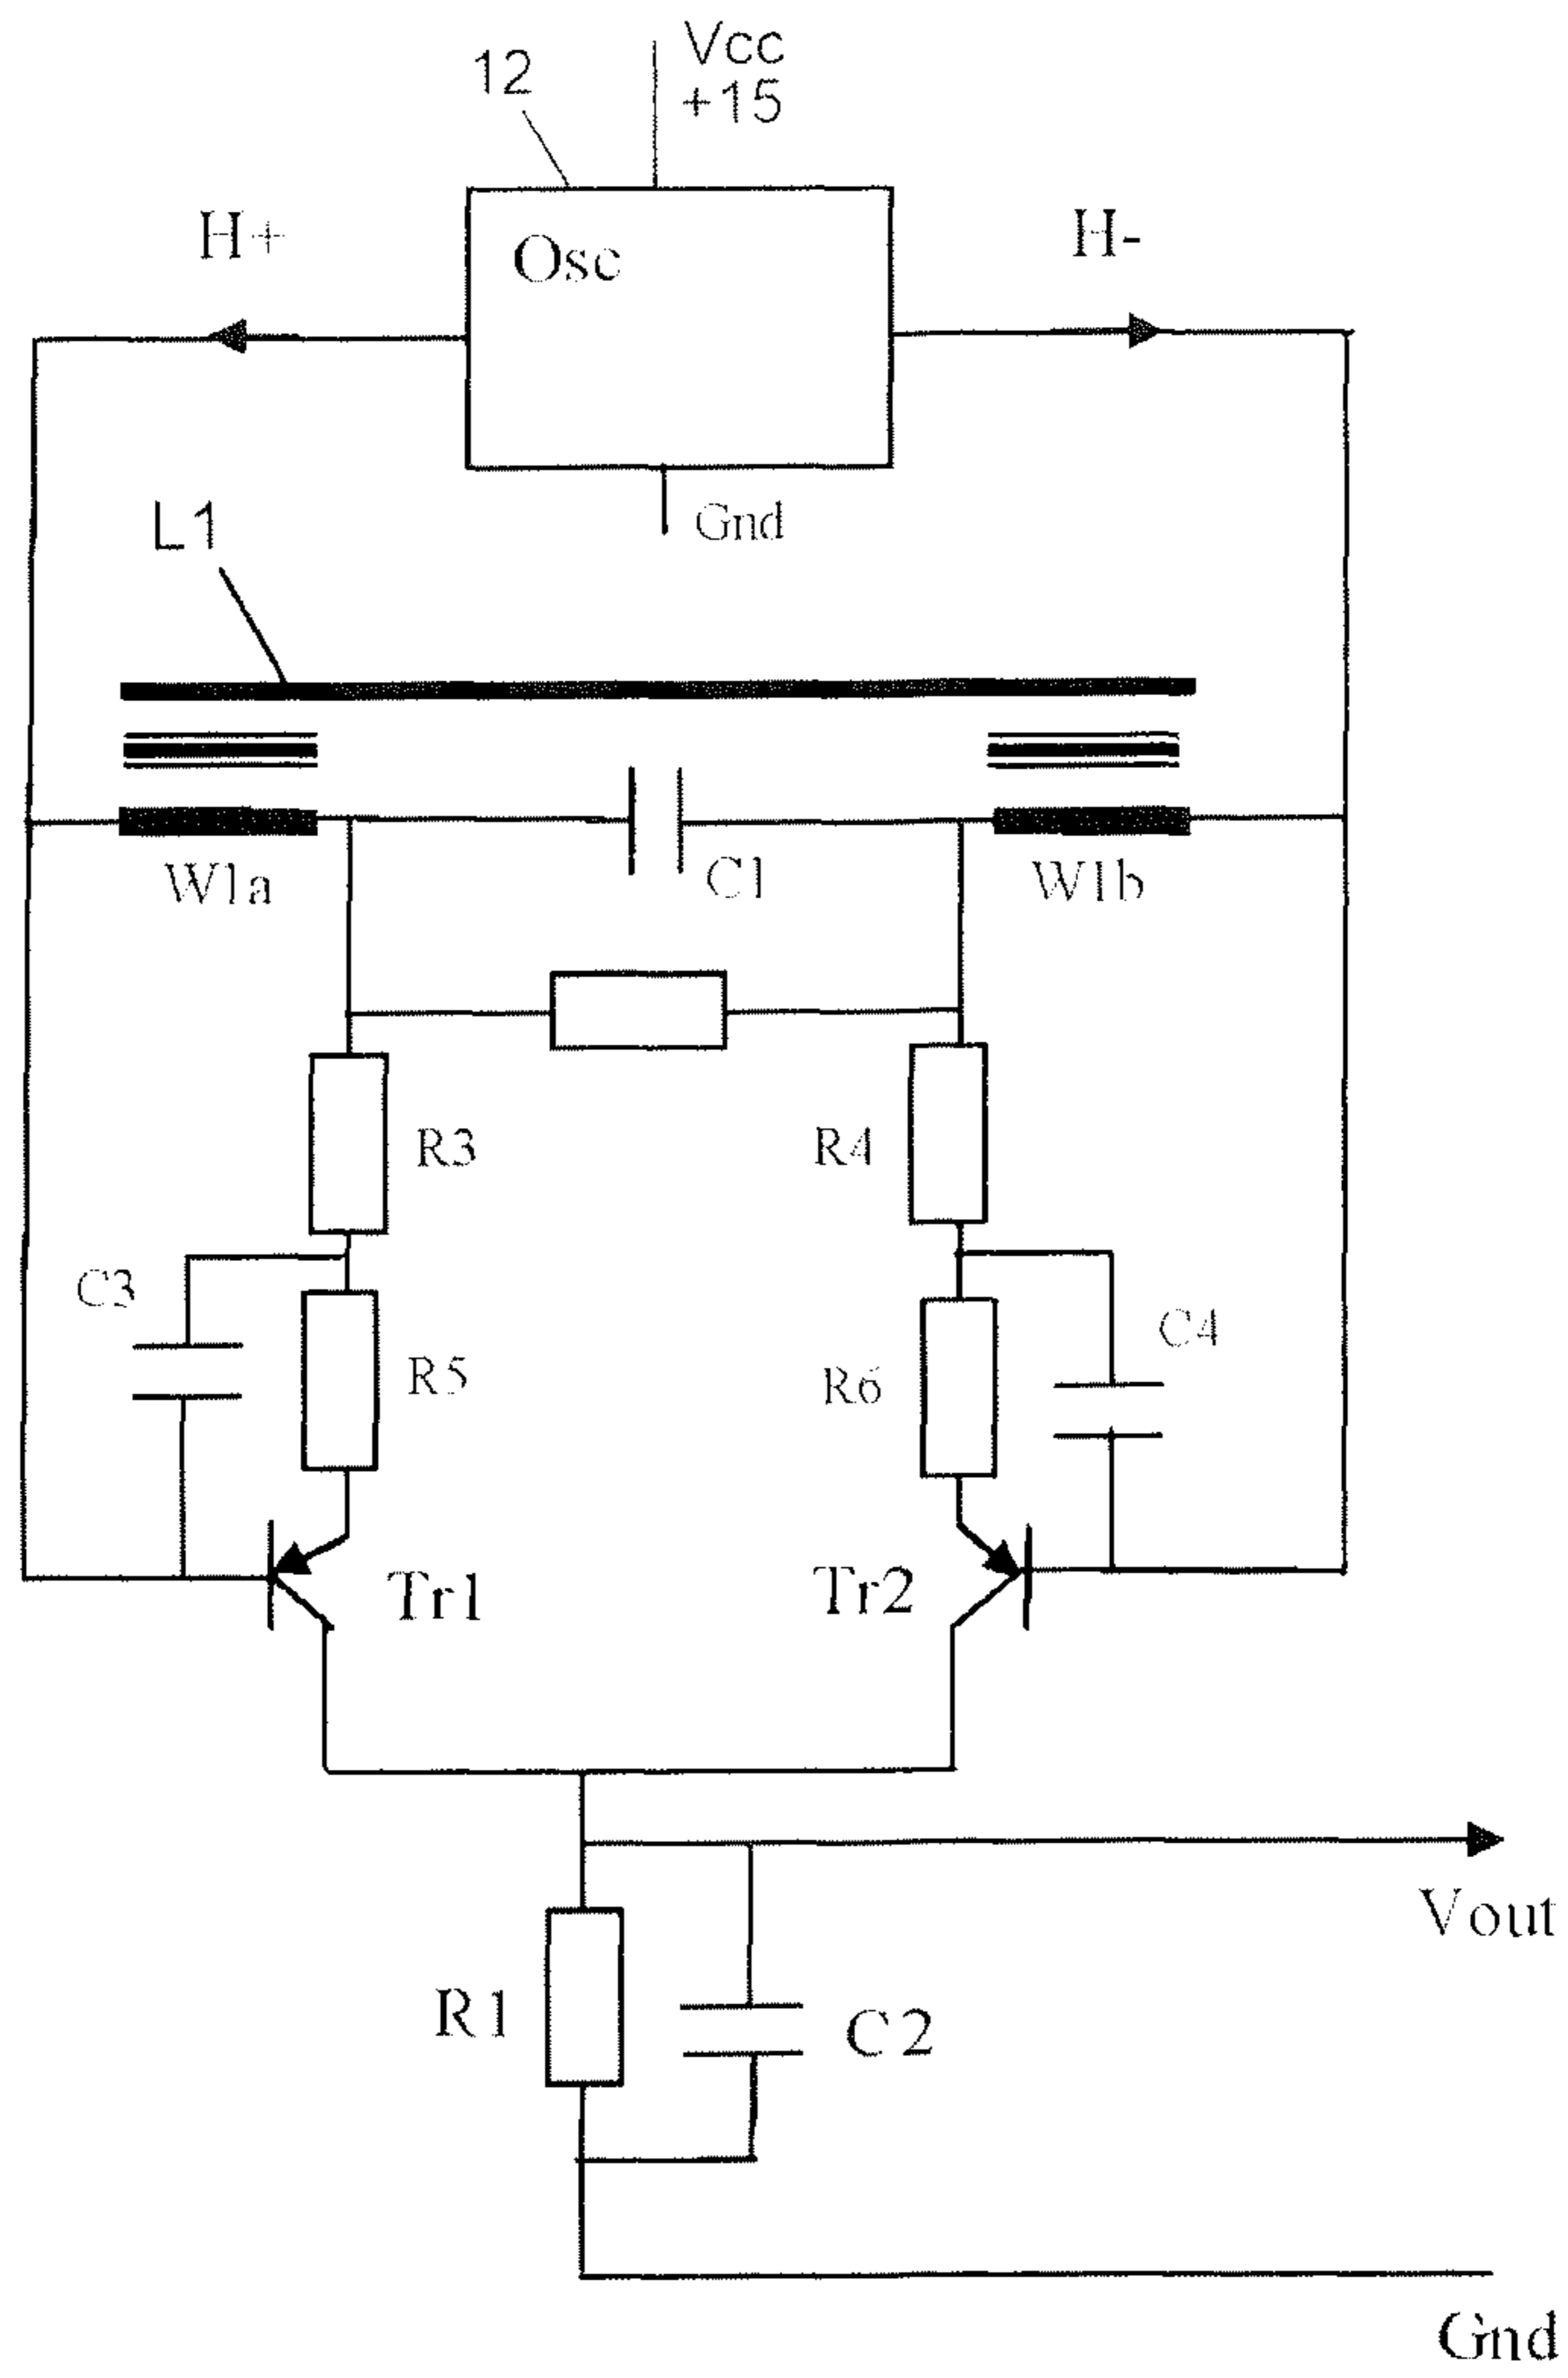 Vcc
12
+15
H+
H-
Osc
L1
Gnd
W1a
C1
W1b
R3
R4
C3
C4
R5
R6
Tr1
Tr2
Vout
R1
C2
Gnd